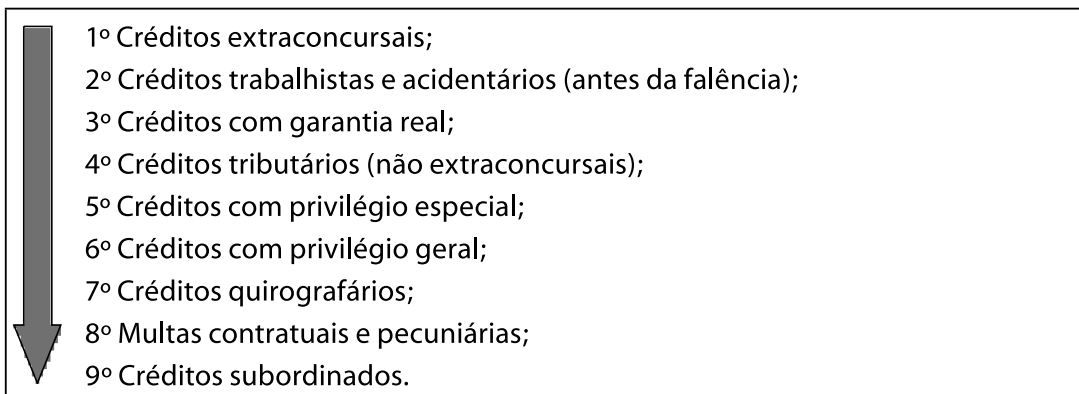 1º Créditos extraconcursais;
2º Créditos trabalhistas e acidentários (antes da falência);
3º Créditos com garantia real;
4º Créditos tributários (não extraconcursais);
5º Créditos com privilégio especial;
6º Créditos com privilégio geral;
7º Créditos quirografários;
8º Multas contratuais e pecuniárias;
9º Créditos subordinados.